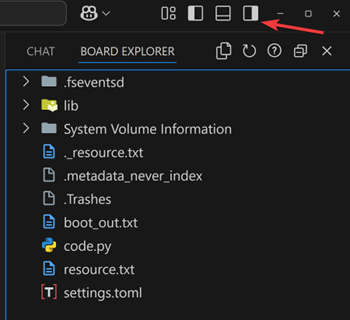 CHAT BOARD EXPLORER
.fseventsd
lib
System Volume Information
._resource.txt
.metadata_never_index
.Trashes
boot_out.txt
code.py
resource.txt
[T] settings.toml